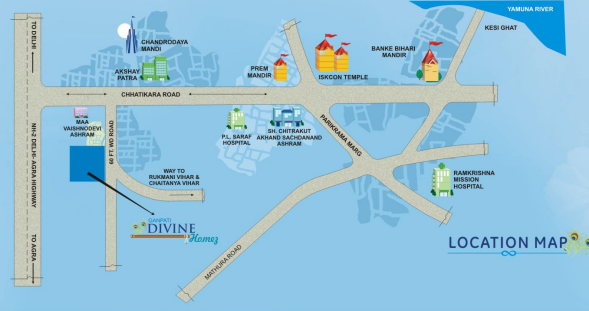 YAMUNA RIVER
TO DELHI
KESI GHAT
CHANDRODAYA
MANDI
BANKE BIHARI
MANDIR
AKSHAY
PATRA
PREM
MANDIR
ISKCON TEMPLE
CHHATIKARA ROAD
MAA
VAISHNODEVI
ASHRAM
60 FT. WD ROAD
P.L. SARAF
HOSPITAL
SH. CHITRAKUT
AKHAND SACHDANAND
ASHRAM
PARIKRAMA MARG
NH-2 DELHI- AGRA HIGHWAY
WAY TO
RUKMANI VIHAR &
CHAITANYA VIHAR
RAMKRISHNA
MISSION
HOSPITAL
GANPATI
DIVINE
Homez
LOCATION MAP
TO AGRA
MATHURA ROAD